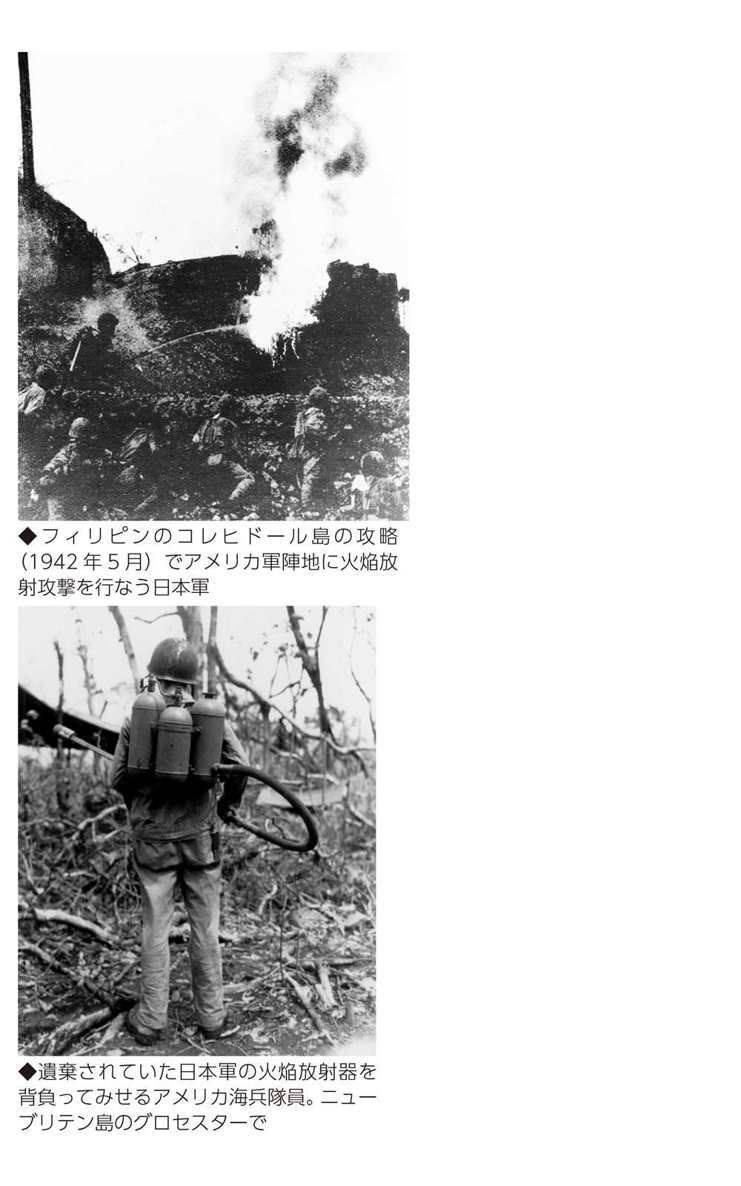 ◆フィリピンのコレヒドール島の攻略
（1942年5月）でアメリカ軍陣地に火焔放
射攻撃を行なう日本軍
◆遺棄されていた日本軍の火焔放射器を
背負ってみせるアメリカ海兵隊員。ニュー
ブリテン島のグロセスターで